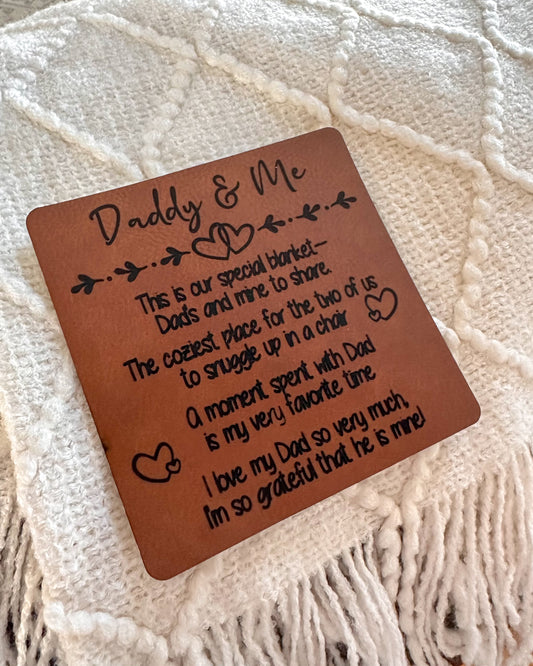 Daddy & Me
This is our special blanket—
Dad's and mine to share.
The coziest place for the two of us
to snuggle up in a chair
A moment spent with Dad
is my very favorite time
I love my Dad so very much,
I'm so grateful that he is mine!